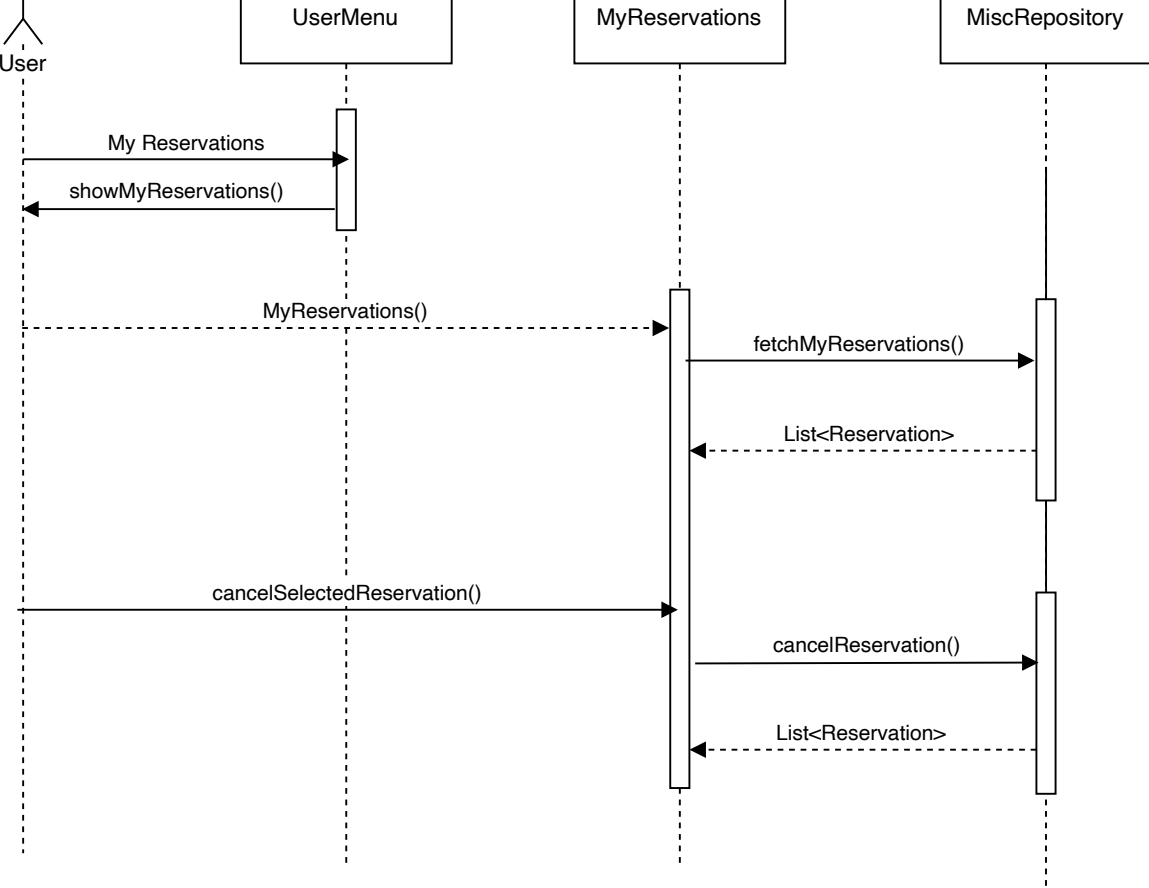 UserMenu
MyReservations
MiscRepository
User
My Reservations
showMyReservations()
MyReservations()
fetchMyReservations()
List<Reservation>
cancelSelectedReservation()
cancelReservation()
List<Reservation>